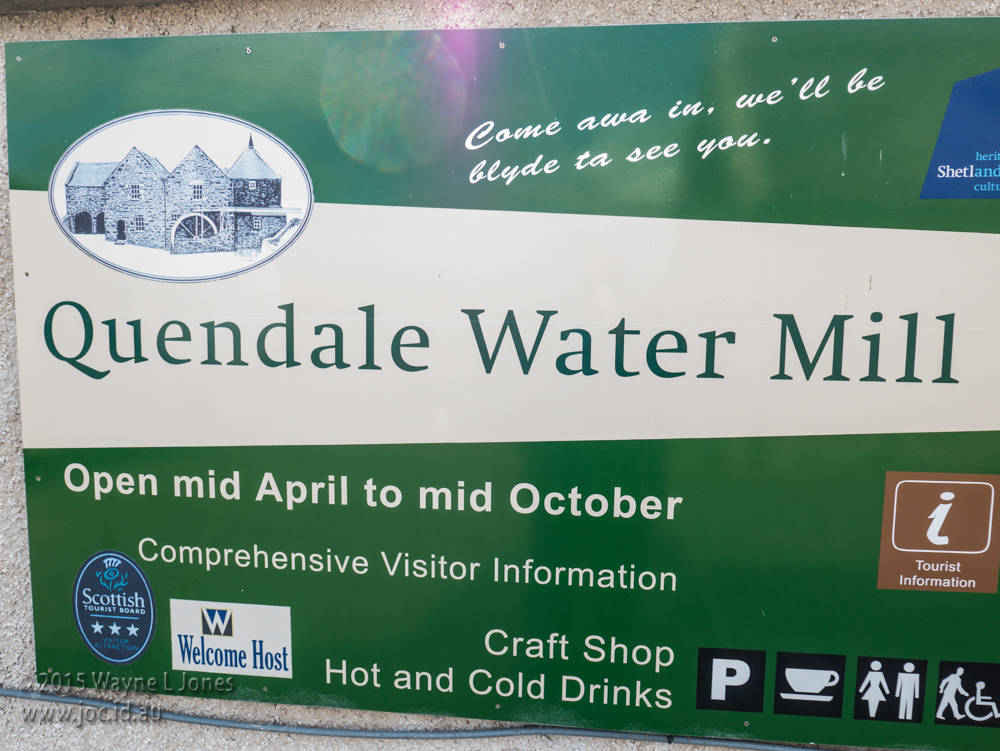 Come awa in, we'll be
blyde ta see you.
Shetland
Quendale Water Mill
Open mid April to mid October
Comprehensive Visitor Information
i
Tourist
Information
Scottish
TOURIST BOARD
★★★
VISITOR
ATTRACTION
W
Welcome Host
Craft Shop
Hot and Cold Drinks
P
©2015 Wayne L Jones
www.joc.id.au